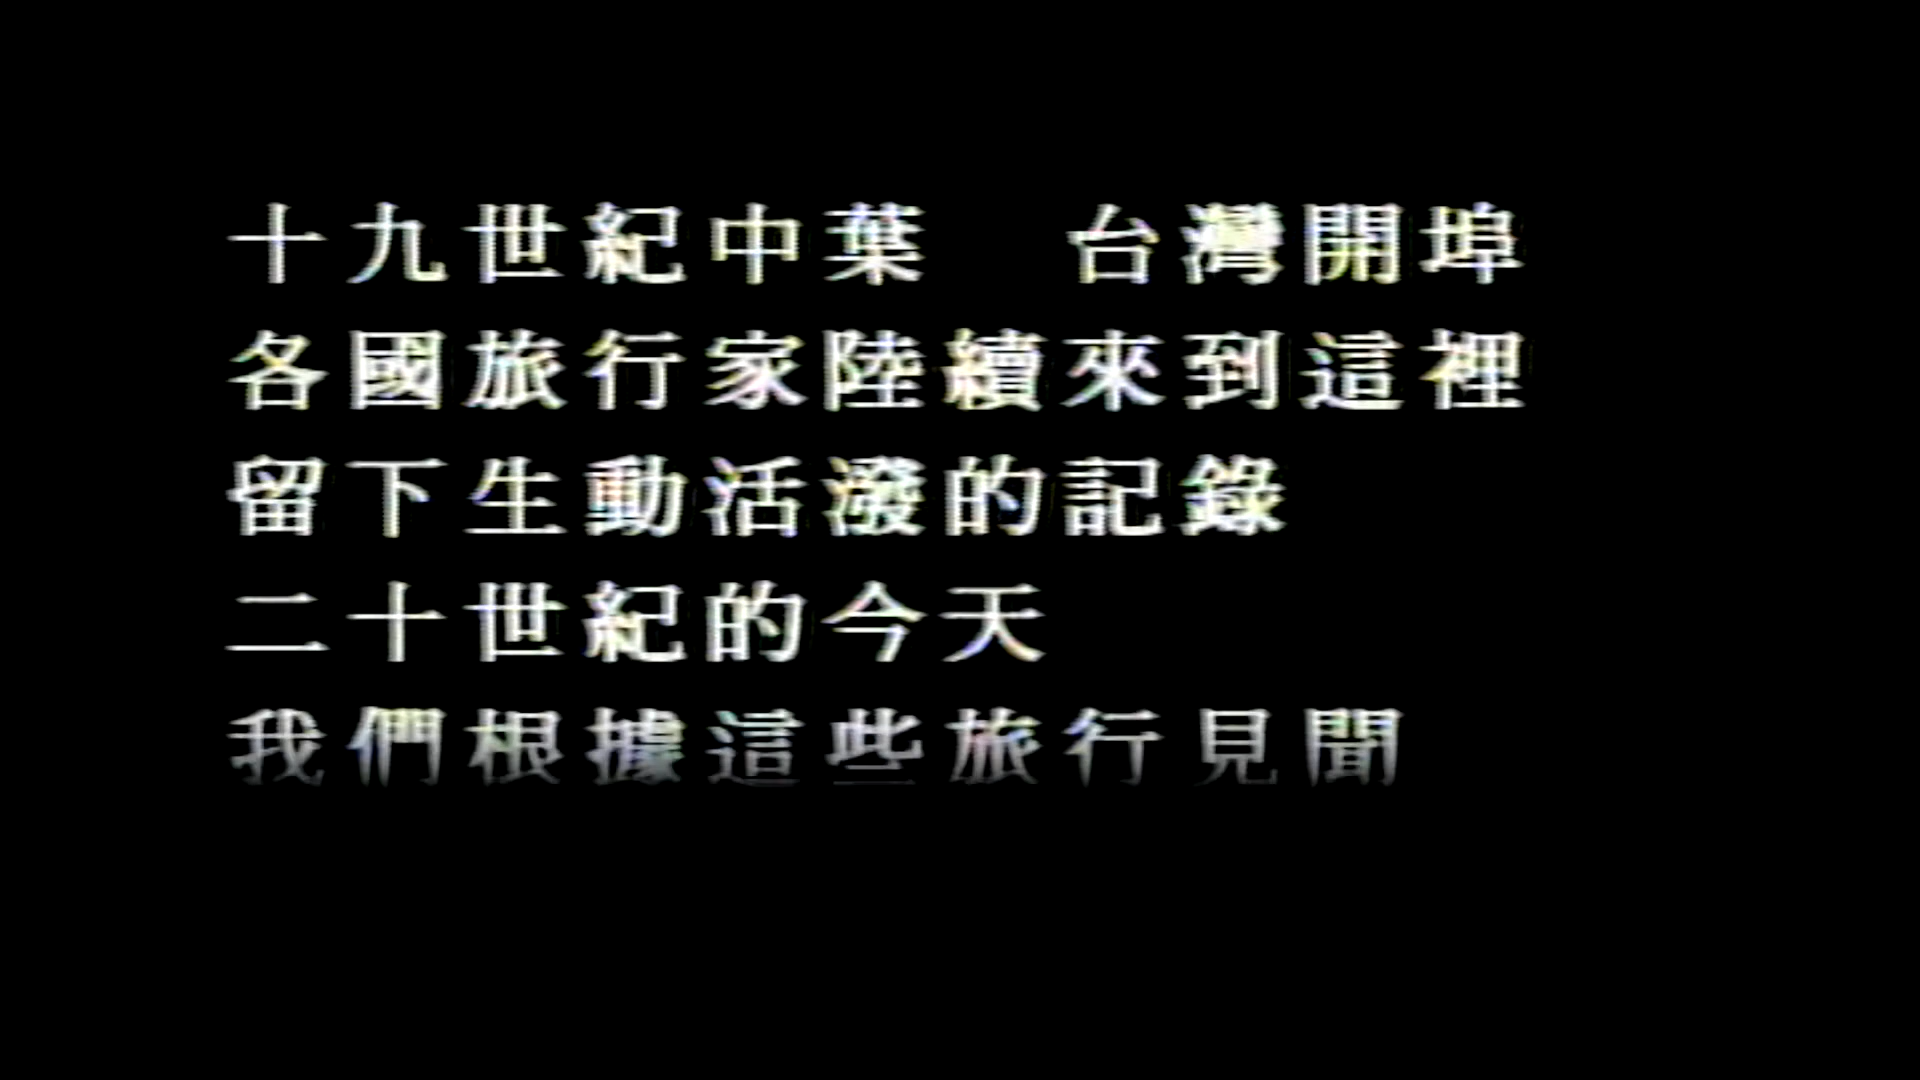 十九世紀中葉　台灣開埠
各國旅行家陸續來到這裡
留下生動活潑的記錄
二十世紀的今天
我們根據這些旅行見聞